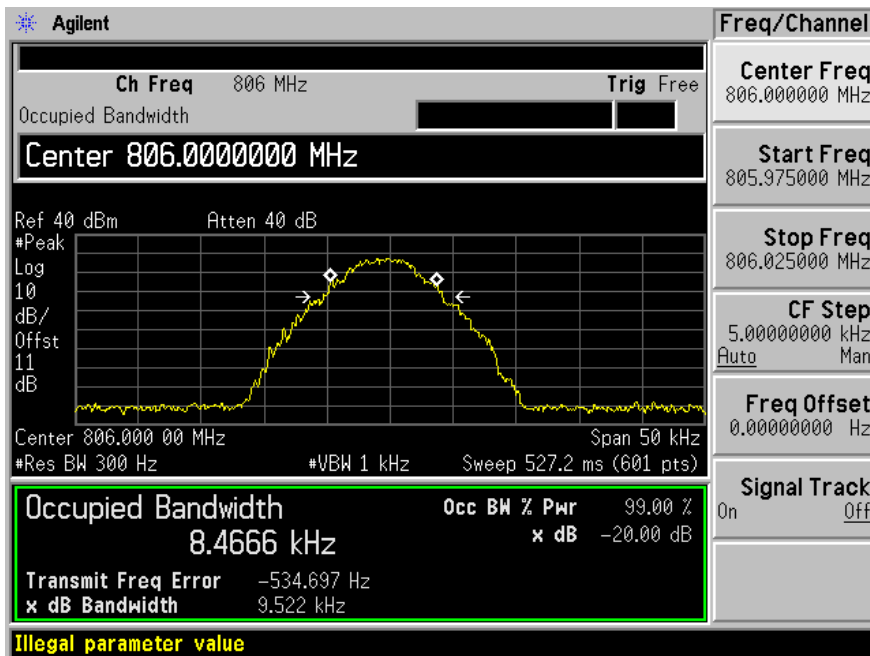 Agilent
Freq/Channel
Ch Freq 806 MHz Trig Free
Occupied Bandwidth
Center 806.0000000 MHz
Ref 40 dBm Atten 40 dB
#Peak
Log
10
dB/
Offst
11
dB
Center 806.000 00 MHz Span 50 kHz
#Res BW 300 Hz #VBW 1 kHz Sweep 527.2 ms (601 pts)
Occupied Bandwidth Occ BW % Pwr 99.00 %
8.4666 kHz x dB -20.00 dB
Transmit Freq Error -534.697 Hz
x dB Bandwidth 9.522 kHz
Illegal parameter value
Center Freq
806.000000 MHz
Start Freq
805.975000 MHz
Stop Freq
806.025000 MHz
CF Step
5.00000000 kHz
Auto Man
Freq Offset
0.00000000 Hz
Signal Track
On Off